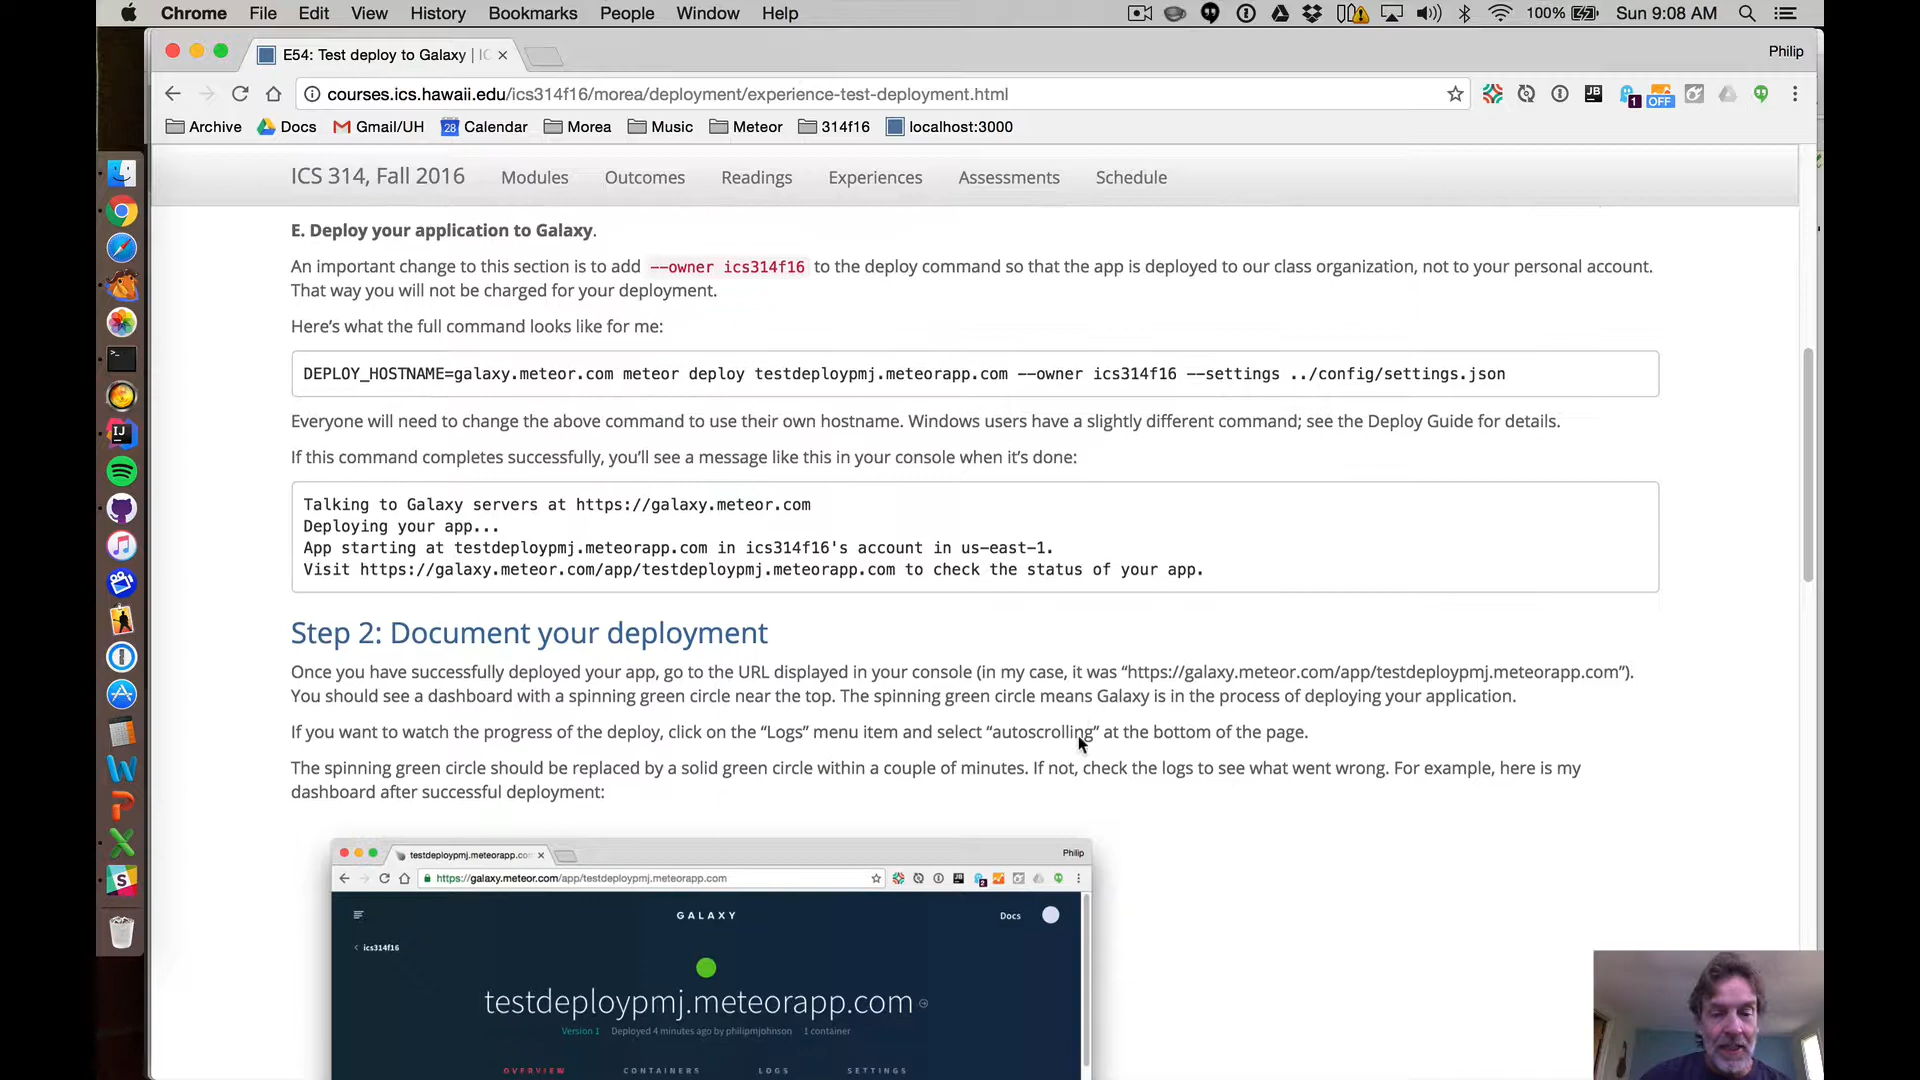 Chrome File Edit View History Bookmarks People Window Help 100% Sun 9:08 AM
E54: Test deploy to Galaxy | IC
Philip
courses.ics.hawaii.edu/ics314f16/morea/deployment/experience-test-deployment.html
JB 1 OFF
Archive Docs Gmail/UH 28 Calendar Morea Music Meteor 314f16 localhost:3000
ICS 314, Fall 2016 Modules Outcomes Readings Experiences Assessments Schedule
E. Deploy your application to Galaxy.
An important change to this section is to add --owner ics314f16 to the deploy command so that the app is deployed to our class organization, not to your personal account.
That way you will not be charged for your deployment.
Here's what the full command looks like for me:
DEPLOY_HOSTNAME=galaxy.meteor.com meteor deploy testdeploypmj.meteorapp.com --owner ics314f16 --settings ../config/settings.json
Everyone will need to change the above command to use their own hostname. Windows users have a slightly different command; see the Deploy Guide for details.
If this command completes successfully, you'll see a message like this in your console when it's done:
Talking to Galaxy servers at https://galaxy.meteor.com
Deploying your app...
App starting at testdeploypmj.meteorapp.com in ics314f16's account in us-east-1.
Visit https://galaxy.meteor.com/app/testdeploypmj.meteorapp.com to check the status of your app.
Step 2: Document your deployment
Once you have successfully deployed your app, go to the URL displayed in your console (in my case, it was “https://galaxy.meteor.com/app/testdeploypmj.meteorapp.com”).
You should see a dashboard with a spinning green circle near the top. The spinning green circle means Galaxy is in the process of deploying your application.
If you want to watch the progress of the deploy, click on the “Logs” menu item and select “autoscrolling” at the bottom of the page.
The spinning green circle should be replaced by a solid green circle within a couple of minutes. If not, check the logs to see what went wrong. For example, here is my
dashboard after successful deployment:
testdeploypmj.meteorapp.co
Philip
https://galaxy.meteor.com/app/testdeploypmj.meteorapp.com
GALAXY Docs
< ics314f16
testdeploypmj.meteorapp.com
Version 1 Deployed 4 minutes ago by philipmjohnson 1 container
OVERVIEW CONTAINERS LOGS SETTINGS